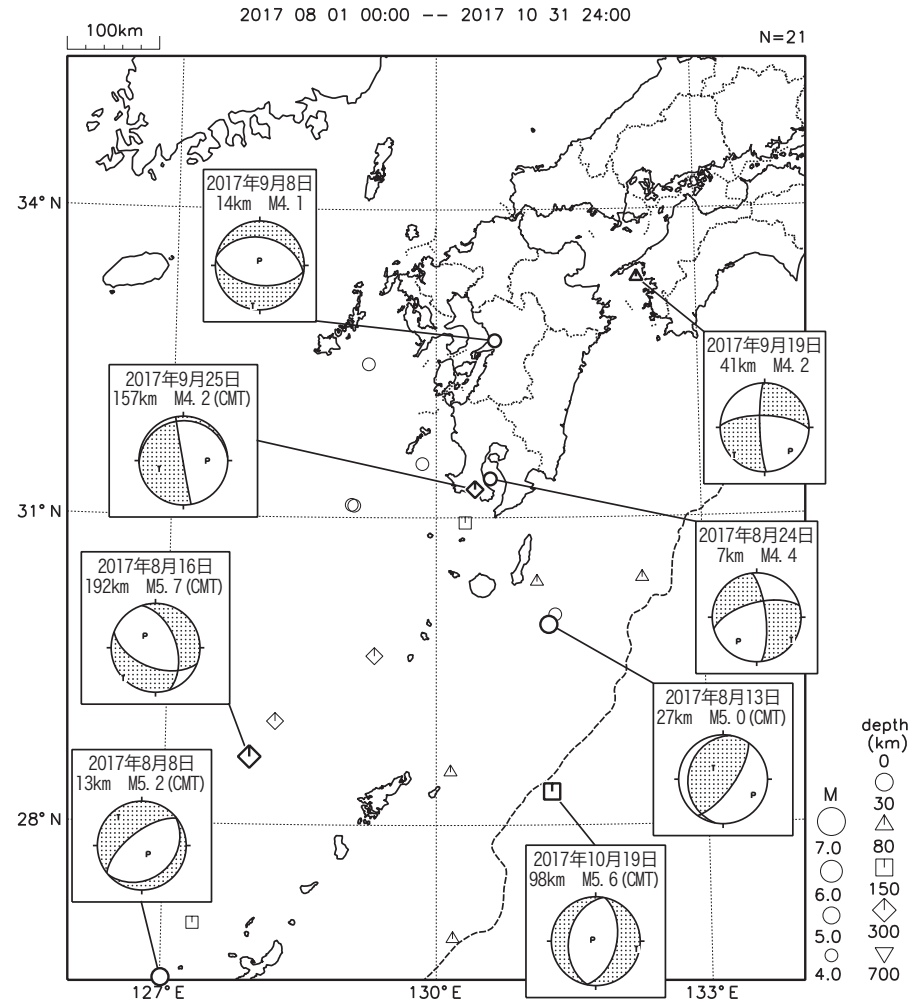 2017 08 01 00:00 -- 2017 10 31 24:00
100km
N=21
34°N
31°N
28°N
127°E
130°E
133°E
2017年9月8日
14km M4.1
P
T
2017年9月19日
41km M4.2
T
P
2017年9月25日
157km M4.2(CMT)
T
P
2017年8月24日
7km M4.4
P
T
2017年8月16日
192km M5.7(CMT)
P
T
2017年8月13日
27km M5.0(CMT)
T
P
2017年8月8日
13km M5.2(CMT)
T
P
2017年10月19日
98km M5.6(CMT)
P
T
M
7.0
6.0
5.0
4.0
depth
(km)
0
30
80
150
300
700